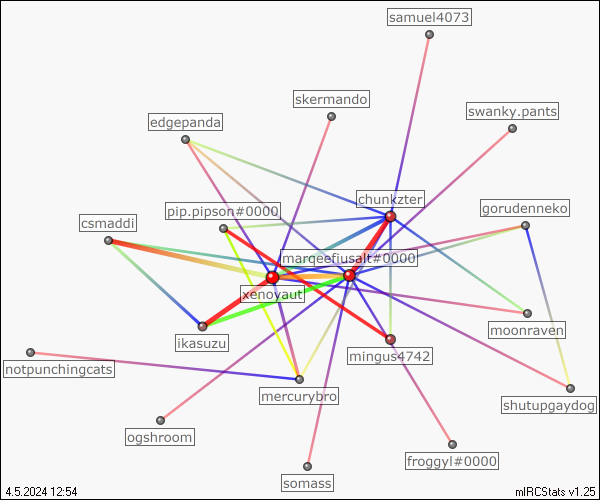 samuel4073
skermando
swanky.pants
edgepanda
chunkzter
pip.pipson#0000
gorudenneko
csmaddi
marqeefiusalt#0000
xenoyaut
moonraven
ikasuzu
mingus4742
notpunchingcats
mercurybro
shutupgaydog
ogshroom
froggyl#0000
somass
4.5.2024 12:54
mIRCStats v1.25